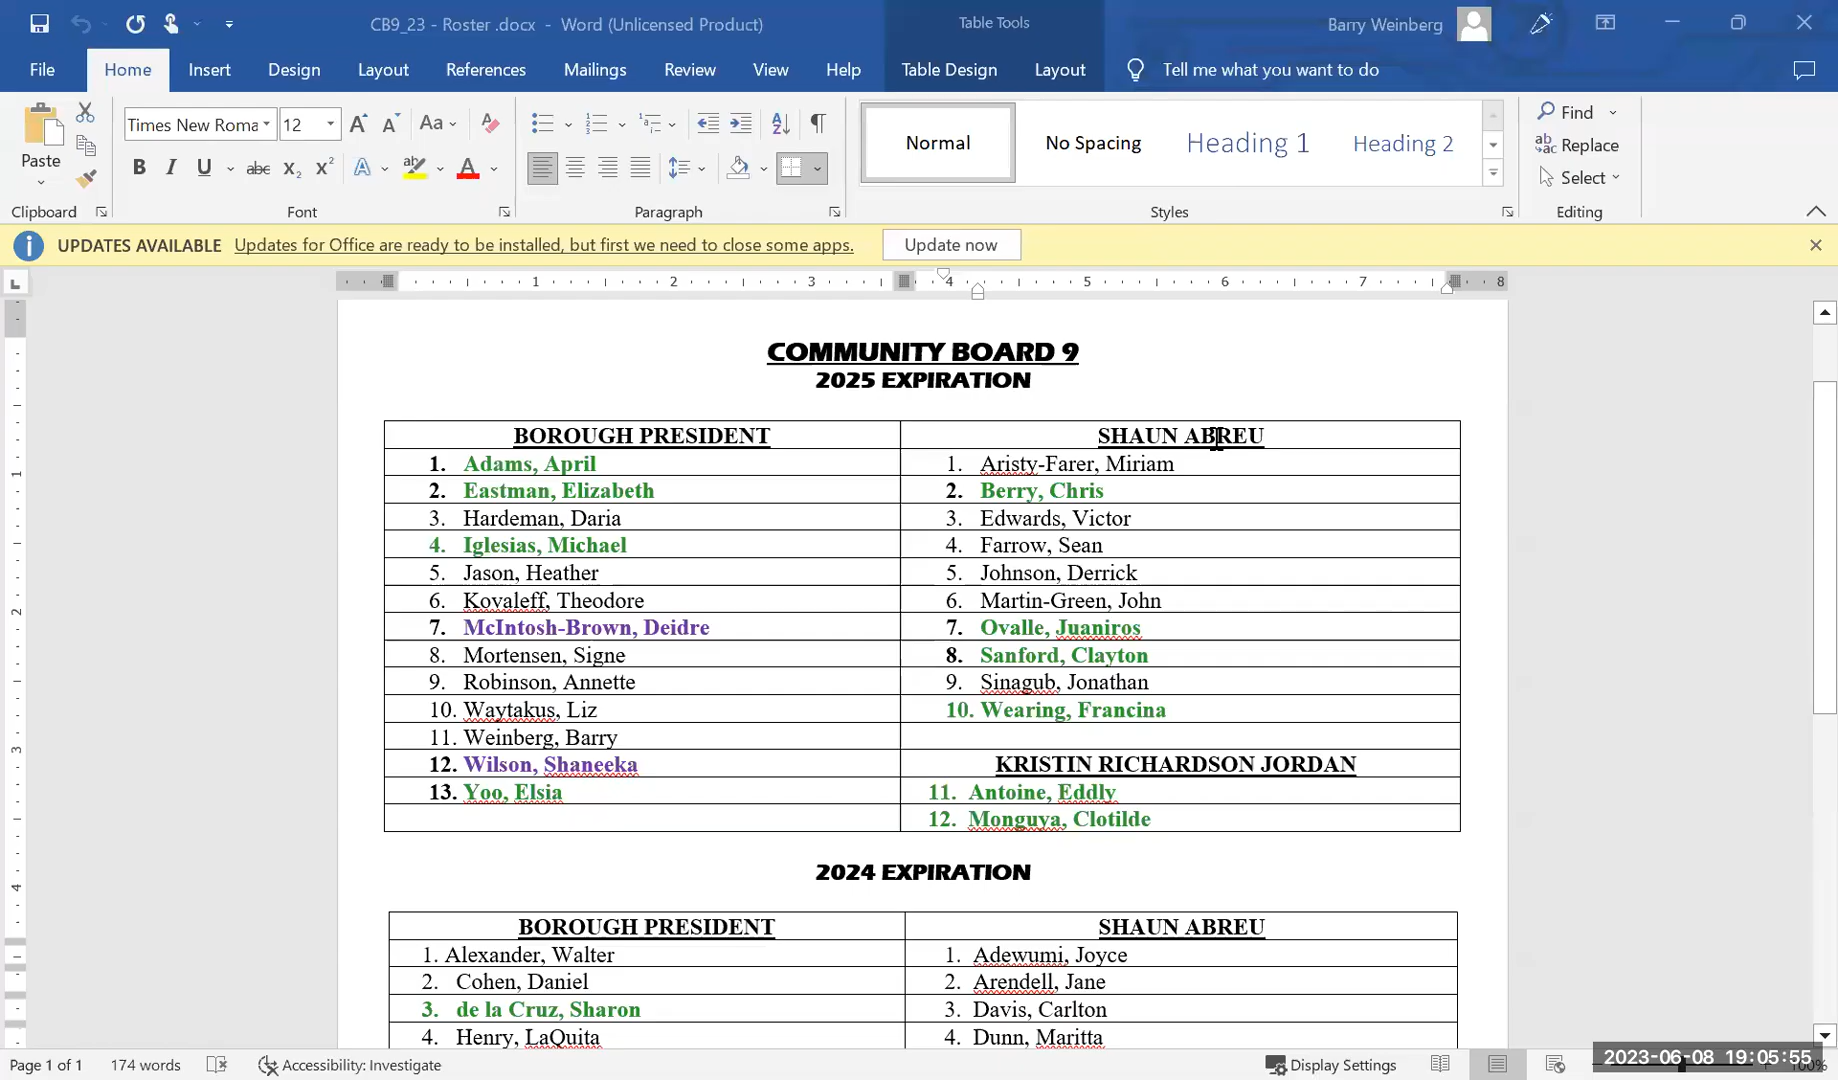 CB9_23 - Roster .docx - Word (Unlicensed Product)
Table Tools
Barry Weinberg
File Home Insert Design Layout References Mailings Review View Help Table Design Layout Tell me what you want to do
Paste
Times New Roma 12
Normal No Spacing Heading 1 Heading 2
Find
Replace
Select
Clipboard Font Paragraph Styles Editing
UPDATES AVAILABLE Updates for Office are ready to be installed, but first we need to close some apps. Update now
1 2 3 4 5 6 7 8
COMMUNITY BOARD 9
2025 EXPIRATION
BOROUGH PRESIDENT SHAUN ABREU
1. Adams, April 1. Aristy-Farer, Miriam
2. Eastman, Elizabeth 2. Berry, Chris
3. Hardeman, Daria 3. Edwards, Victor
4. Iglesias, Michael 4. Farrow, Sean
5. Jason, Heather 5. Johnson, Derrick
6. Kovaleff, Theodore 6. Martin-Green, John
7. McIntosh-Brown, Deidre 7. Ovalle, Juaniros
8. Mortensen, Signe 8. Sanford, Clayton
9. Robinson, Annette 9. Sinagub, Jonathan
10. Waytakus, Liz 10. Wearing, Francina
11. Weinberg, Barry
12. Wilson, Shaneeka KRISTIN RICHARDSON JORDAN
13. Yoo, Elsia 11. Antoine, Eddly
12. Monguya, Clotilde
2024 EXPIRATION
BOROUGH PRESIDENT SHAUN ABREU
1. Alexander, Walter 1. Adewumi, Joyce
2. Cohen, Daniel 2. Arendell, Jane
3. de la Cruz, Sharon 3. Davis, Carlton
4. Henry, LaQuita 4. Dunn, Maritta
Page 1 of 1 174 words Accessibility: Investigate Display Settings 2023-06-08 19:05:55